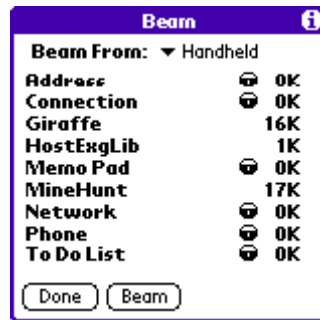 Beam
Beam From: Handheld
Address 0K
Connection 0K
Giraffe 16K
HostExgLib 1K
Memo Pad 0K
MineHunt 17K
Network 0K
Phone 0K
To Do List 0K
Done Beam